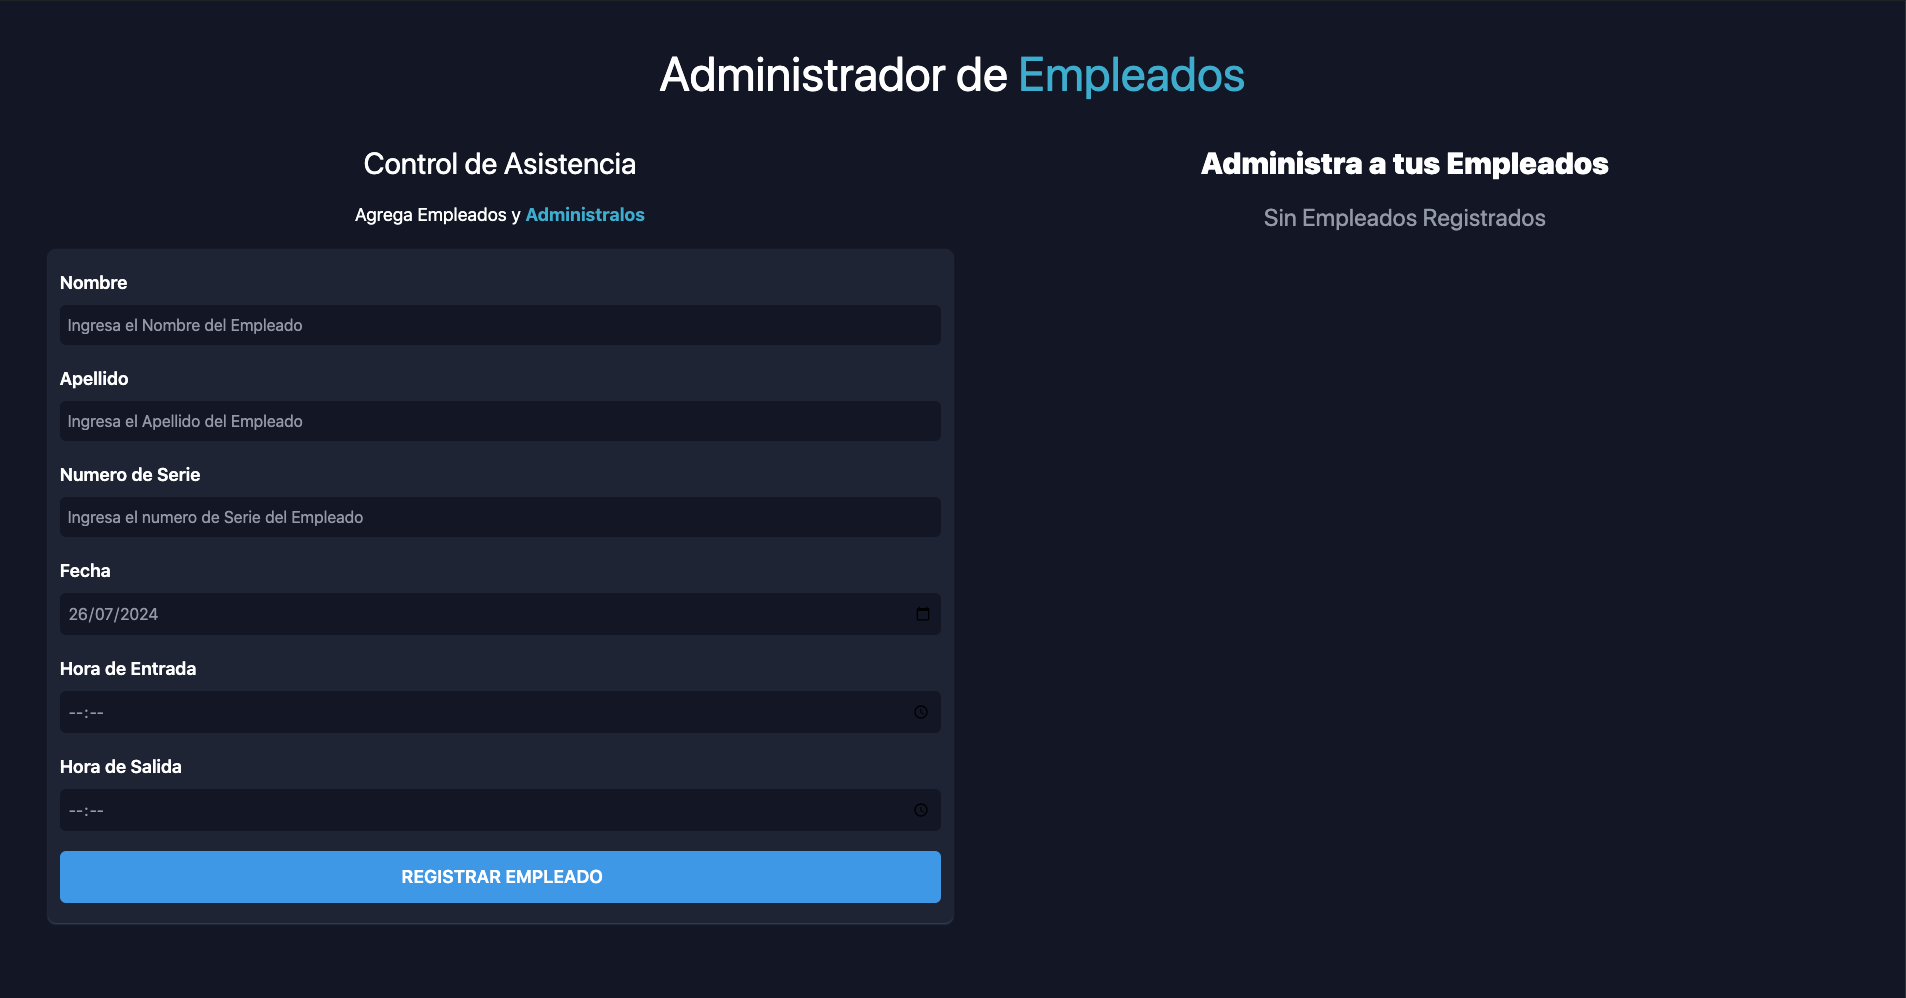 Administrador de Empleados
Control de Asistencia
Agrega Empleados y Administralos
Nombre
Ingresa el Nombre del Empleado
Apellido
Ingresa el Apellido del Empleado
Numero de Serie
Ingresa el numero de Serie del Empleado
Fecha
26/07/2024
Hora de Entrada
--:--
Hora de Salida
--:--
REGISTRAR EMPLEADO
Administra a tus Empleados
Sin Empleados Registrados